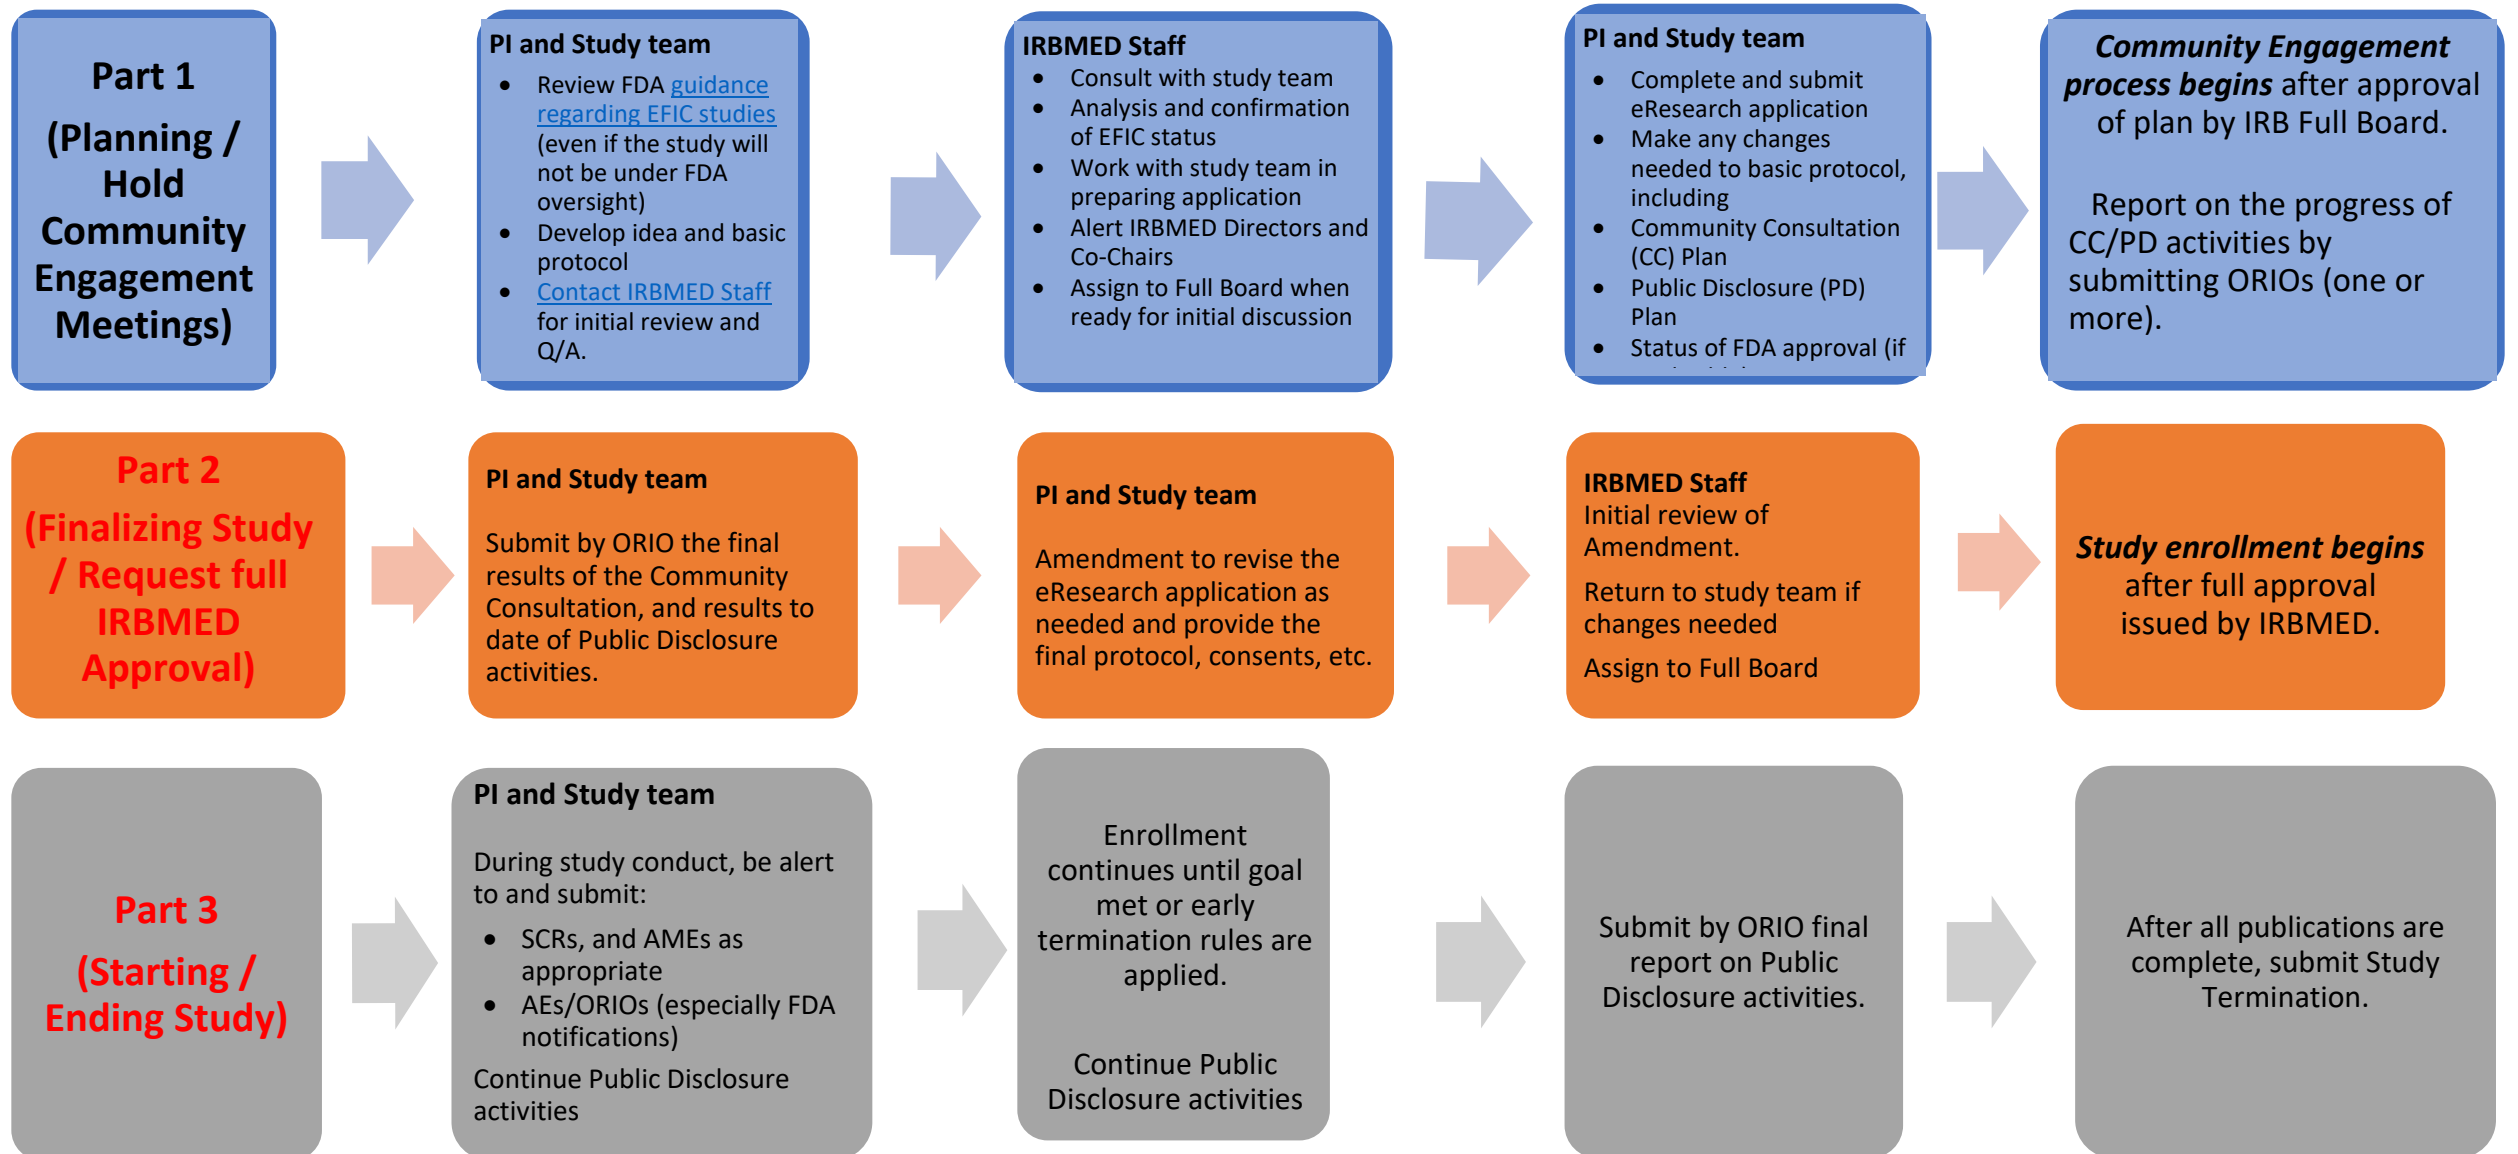 Part 1
(Planning /
Hold
Community
Engagement
Meetings)
PI and Study team
• Review FDA guidance
regarding EFIC studies
(even if the study will
not be under FDA
oversight)
• Develop idea and basic
protocol
• Contact IRBMED Staff
for initial review and
Q/A.
IRBMED Staff
• Consult with study team
• Analysis and confirmation
of EFIC status
• Work with study team in
preparing application
• Alert IRBMED Directors and
Co-Chairs
• Assign to Full Board when
ready for initial discussion
PI and Study team
• Complete and submit
eResearch application
• Make any changes
needed to basic protocol,
including
• Community Consultation
(CC) Plan
• Public Disclosure (PD)
Plan
• Status of FDA approval (if
Community Engagement
process begins after approval
of plan by IRB Full Board.
Report on the progress of
CC/PD activities by
submitting ORIOs (one or
more).
Part 2
(Finalizing Study
/ Request full
IRBMED
Approval)
PI and Study team
Submit by ORIO the final
results of the Community
Consultation, and results to
date of Public Disclosure
activities.
PI and Study team
Amendment to revise the
eResearch application as
needed and provide the
final protocol, consents, etc.
IRBMED Staff
Initial review of
Amendment.
Return to study team if
changes needed
Assign to Full Board
Study enrollment begins
after full approval
issued by IRBMED.
Part 3
(Starting /
Ending Study)
PI and Study team
During study conduct, be alert
to and submit:
• SCRs, and AMEs as
appropriate
• AEs/ORIOs (especially FDA
notifications)
Continue Public Disclosure
activities
Enrollment
continues until goal
met or early
termination rules are
applied.
Continue Public
Disclosure activities
Submit by ORIO final
report on Public
Disclosure activities.
After all publications are
complete, submit Study
Termination.